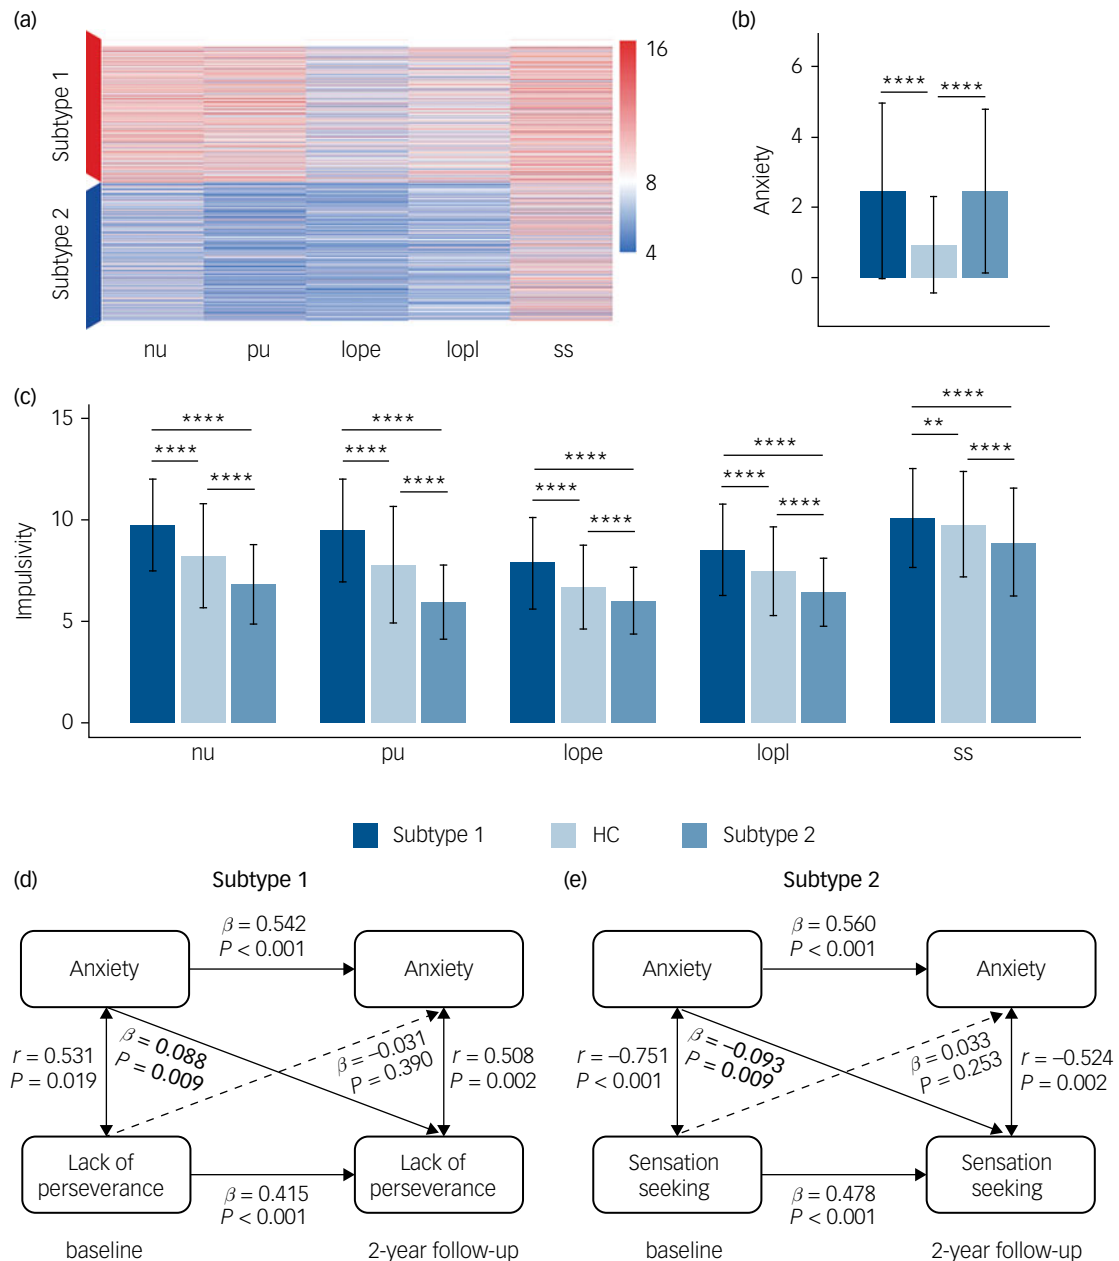 (a)
Subtype 1
Subtype 2
16
8
4
nu pu lope lopl ss
(b)
Anxiety
6
4
2
0
**** ****
(c)
Impulsivity
15
10
5
0
****
****
****
****
****
****
****
****
****
****
****
****
****
**
****
nu pu lope lopl ss
Subtype 1 HC Subtype 2
(d)
Subtype 1
β = 0.542
P < 0.001
Anxiety Anxiety
r = 0.531
P = 0.019
β = 0.088
P = 0.009
β = −0.031
P = 0.390
r = 0.508
P = 0.002
Lack of
perseverance
Lack of
perseverance
β = 0.415
P < 0.001
baseline 2-year follow-up
(e)
Subtype 2
β = 0.560
P < 0.001
Anxiety Anxiety
r = −0.751
P < 0.001
β = −0.093
P = 0.009
β = 0.033
P = 0.253
r = −0.524
P = 0.002
Sensation
seeking
Sensation
seeking
β = 0.478
P < 0.001
baseline 2-year follow-up